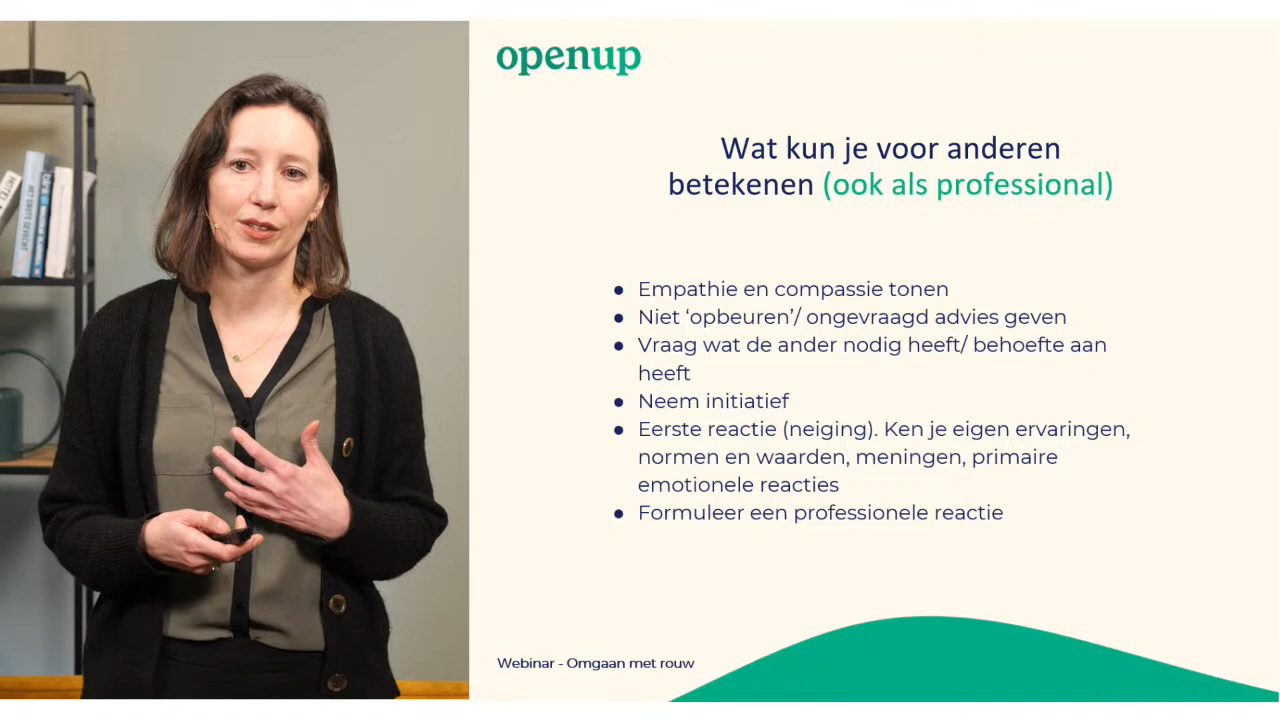 openup
Wat kun je voor anderen
betekenen (ook als professional)
● Empathie en compassie tonen
● Niet ‘opbeuren’/ ongevraagd advies geven
● Vraag wat de ander nodig heeft/ behoefte aan
heeft
● Neem initiatief
● Eerste reactie (neiging). Ken je eigen ervaringen,
normen en waarden, meningen, primaire
emotionele reacties
● Formuleer een professionele reactie
Webinar - Omgaan met rouw